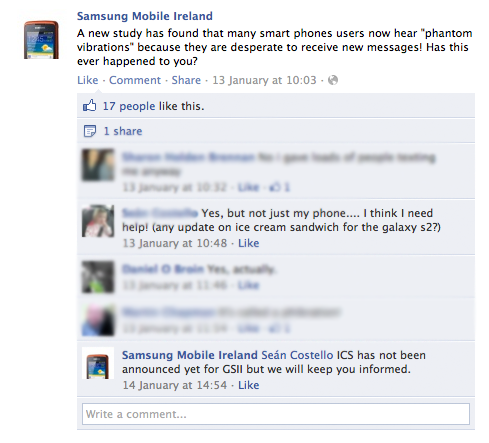 Samsung Mobile Ireland
A new study has found that many smart phones users now hear "phantom
vibrations" because they are desperate to receive new messages! Has this
ever happened to you?
Like · Comment · Share · 13 January at 10:03 ·
17 people like this.
1 share
Sharon Holden Brennan No i gave loads of people texting
me anyway
13 January at 10:32 · Like · 1
Seán Costello Yes, but not just my phone.... I think I need
help! (any update on ice cream sandwich for the galaxy s2?)
13 January at 10:48 · Like
Daniel O Broin Yes, actually.
13 January at 11:46 · Like
13 January at 11:54 · Like · 1
Samsung Mobile Ireland Seán Costello ICS has not been
announced yet for GSII but we will keep you informed.
14 January at 14:54 · Like
Write a comment...